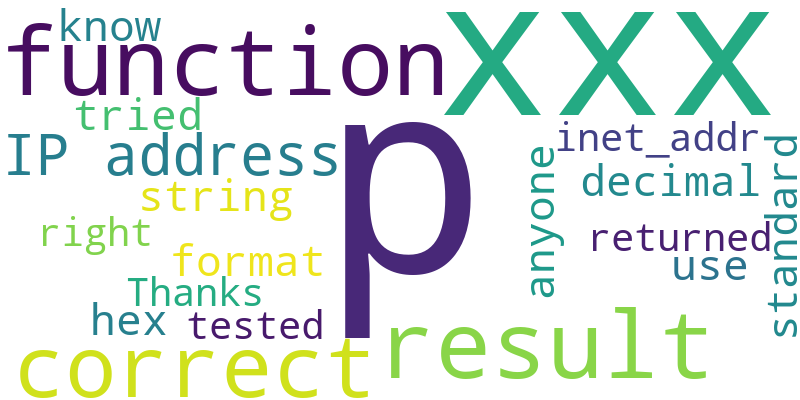 know
function
xxx
tried
IP address
p
inet_addr
string
decimal
anyone
standard
right
format
returned
use
Thanks
hex
tested
correct
result